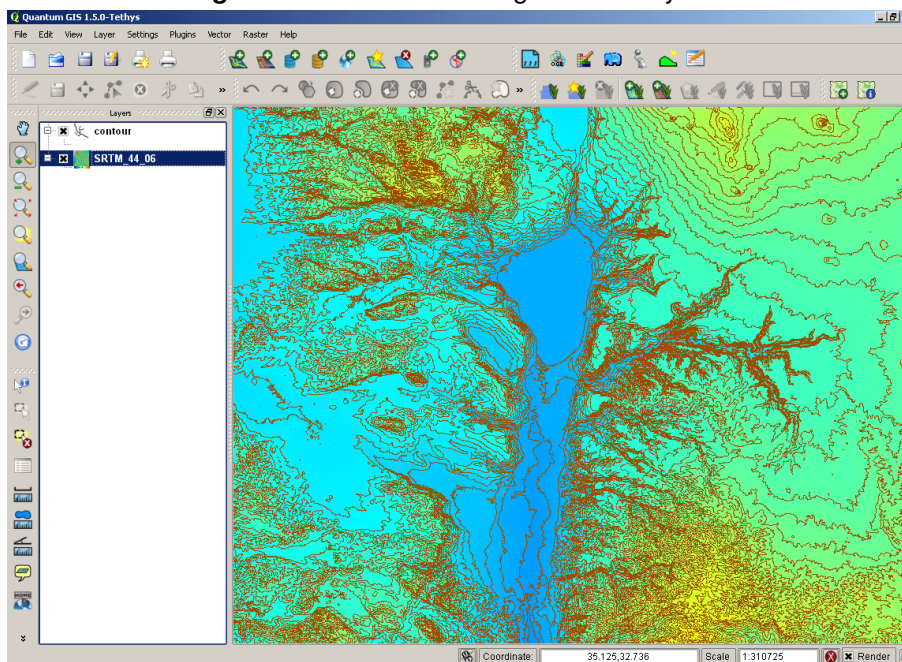 Quantum GIS 1.5.0-Tethys
File Edit View Layer Settings Plugins Vector Raster Help
Layers
contour
SRTM_44_06
Coordinate: 35.125,32.736 Scale 1:310725 Render